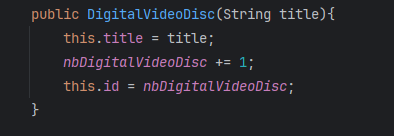 public DigitalVideoDisc(String title){
this.title = title;
nbDigitalVideoDisc += 1;
this.id = nbDigitalVideoDisc;
}